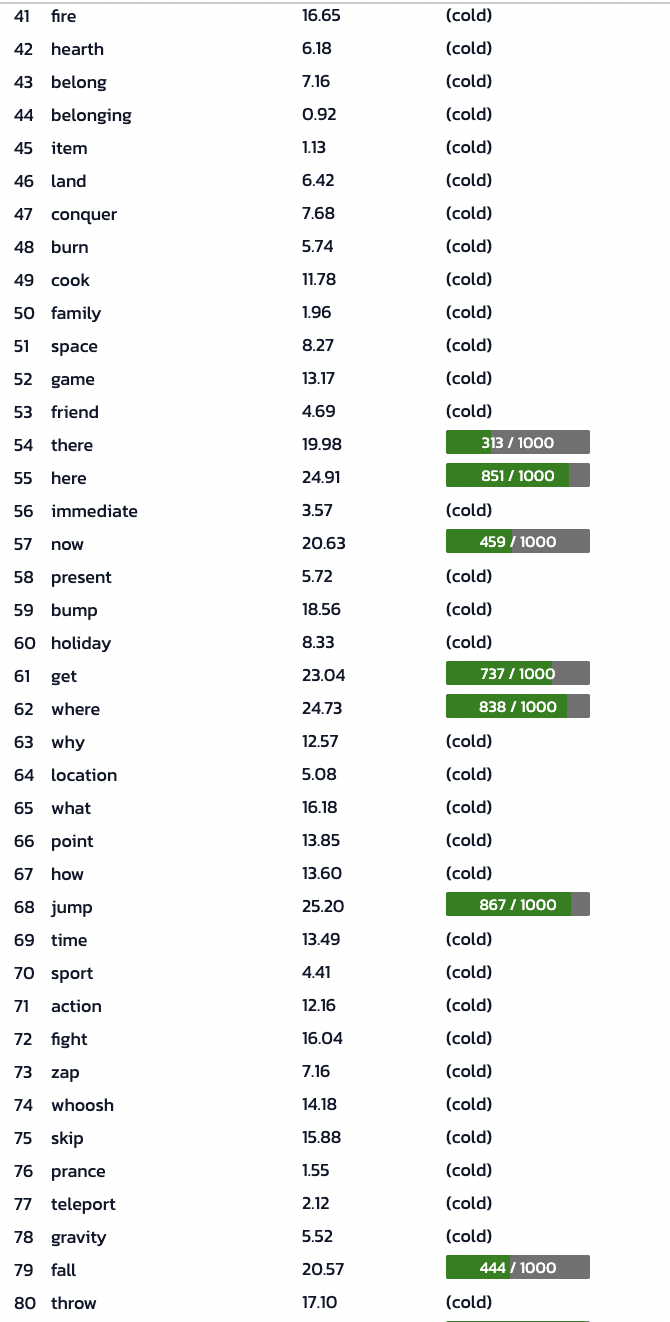 41 fire 16.65 (cold)
42 hearth 6.18 (cold)
43 belong 7.16 (cold)
44 belonging 0.92 (cold)
45 item 1.13 (cold)
46 land 6.42 (cold)
47 conquer 7.68 (cold)
48 burn 5.74 (cold)
49 cook 11.78 (cold)
50 family 1.96 (cold)
51 space 8.27 (cold)
52 game 13.17 (cold)
53 friend 4.69 (cold)
54 there 19.98 313 / 1000
55 here 24.91 851 / 1000
56 immediate 3.57 (cold)
57 now 20.63 459 / 1000
58 present 5.72 (cold)
59 bump 18.56 (cold)
60 holiday 8.33 (cold)
61 get 23.04 737 / 1000
62 where 24.73 838 / 1000
63 why 12.57 (cold)
64 location 5.08 (cold)
65 what 16.18 (cold)
66 point 13.85 (cold)
67 how 13.60 (cold)
68 jump 25.20 867 / 1000
69 time 13.49 (cold)
70 sport 4.41 (cold)
71 action 12.16 (cold)
72 fight 16.04 (cold)
73 zap 7.16 (cold)
74 whoosh 14.18 (cold)
75 skip 15.88 (cold)
76 prance 1.55 (cold)
77 teleport 2.12 (cold)
78 gravity 5.52 (cold)
79 fall 20.57 444 / 1000
80 throw 17.10 (cold)